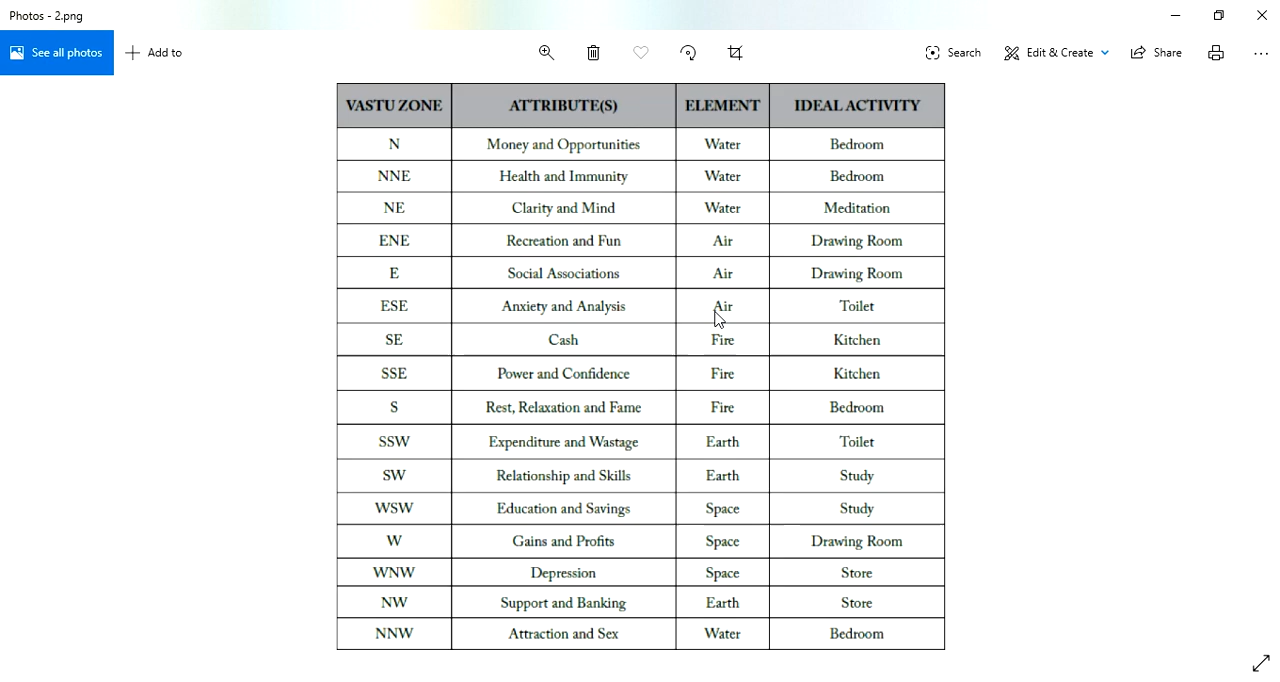 Photos - 2.png
See all photos Add to Search Edit & Create Share
VASTU ZONE ATTRIBUTE(S) ELEMENT IDEAL ACTIVITY
N Money and Opportunities Water Bedroom
NNE Health and Immunity Water Bedroom
NE Clarity and Mind Water Meditation
ENE Recreation and Fun Air Drawing Room
E Social Associations Air Drawing Room
ESE Anxiety and Analysis Air Toilet
SE Cash Fire Kitchen
SSE Power and Confidence Fire Kitchen
S Rest, Relaxation and Fame Fire Bedroom
SSW Expenditure and Wastage Earth Toilet
SW Relationship and Skills Earth Study
WSW Education and Savings Space Study
W Gains and Profits Space Drawing Room
WNW Depression Space Store
NW Support and Banking Earth Store
NNW Attraction and Sex Water Bedroom